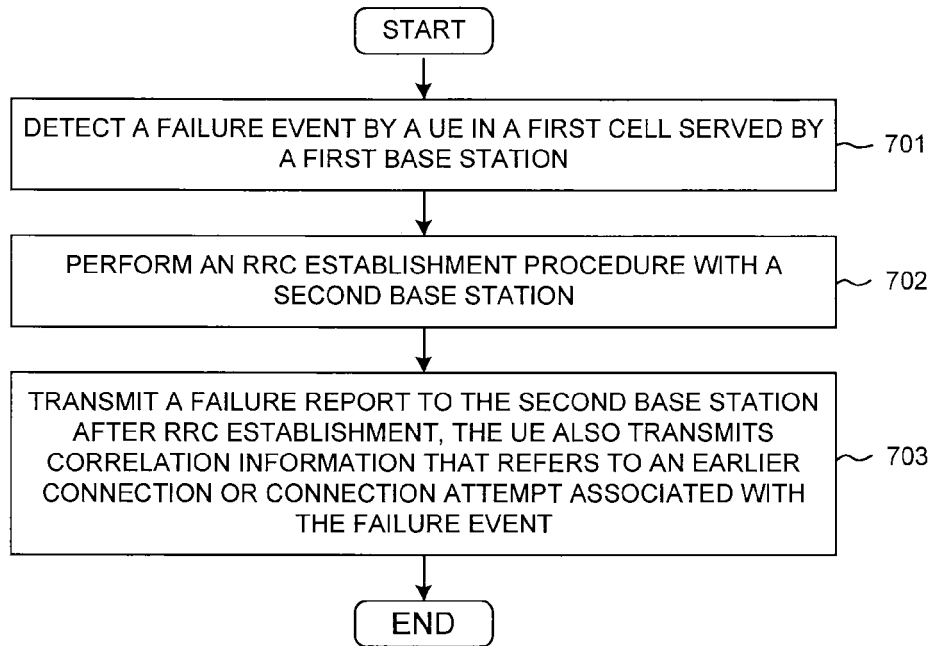 START
DETECT A FAILURE EVENT BY A UE IN A FIRST CELL SERVED BY
A FIRST BASE STATION
701
PERFORM AN RRC ESTABLISHMENT PROCEDURE WITH A
SECOND BASE STATION
702
TRANSMIT A FAILURE REPORT TO THE SECOND BASE STATION
AFTER RRC ESTABLISHMENT, THE UE ALSO TRANSMITS
CORRELATION INFORMATION THAT REFERS TO AN EARLIER
CONNECTION OR CONNECTION ATTEMPT ASSOCIATED WITH
THE FAILURE EVENT
703
END